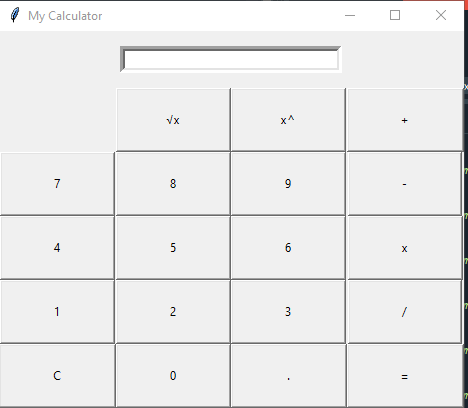 My Calculator
√x x^ +
7 8 9 -
4 5 6 x
1 2 3 /
C 0 . =